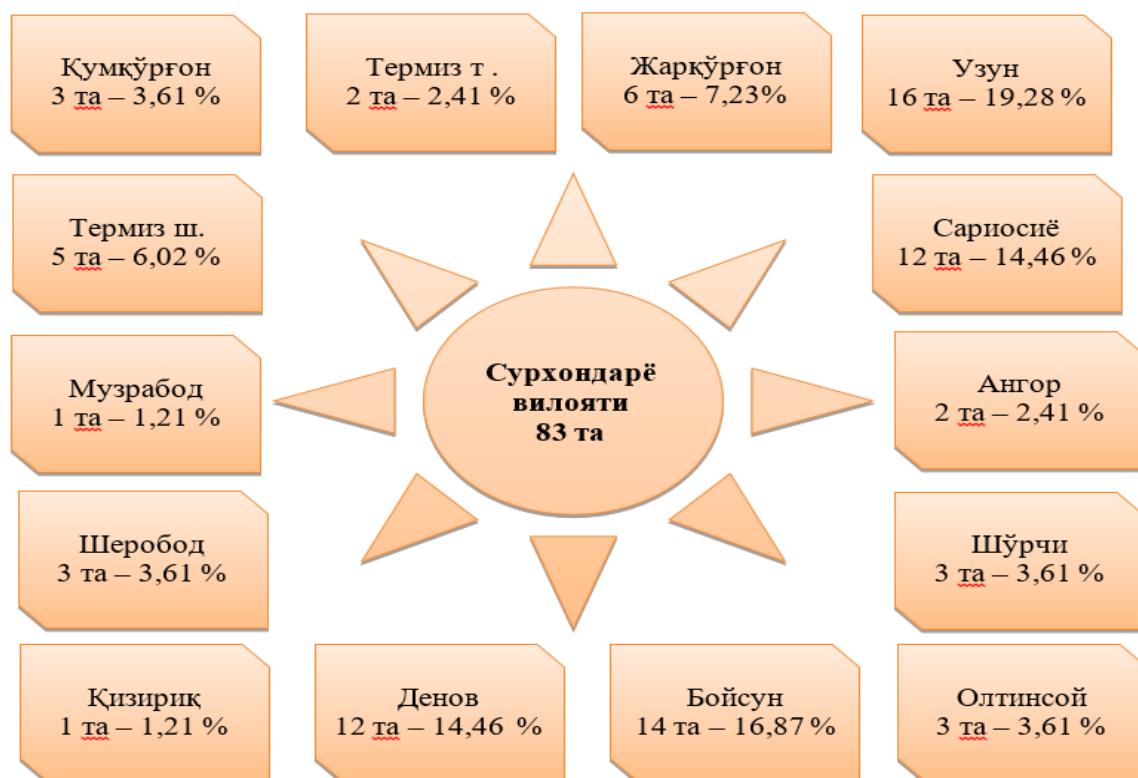 Қумқўрғон
3 та – 3,61 %
Термиз т .
2 та – 2,41 %
Жарқўрғон
6 та – 7,23%
Узун
16 та – 19,28 %
Термиз ш.
5 та – 6,02 %
Сариосиё
12 та – 14,46 %
Музрабод
1 та – 1,21 %
Сурхондарё
вилояти
83 та
Ангор
2 та – 2,41 %
Шеробод
3 та – 3,61 %
Шўрчи
3 та – 3,61 %
Қизириқ
1 та – 1,21 %
Денов
12 та – 14,46 %
Бойсун
14 та – 16,87 %
Олтинсой
3 та – 3,61 %